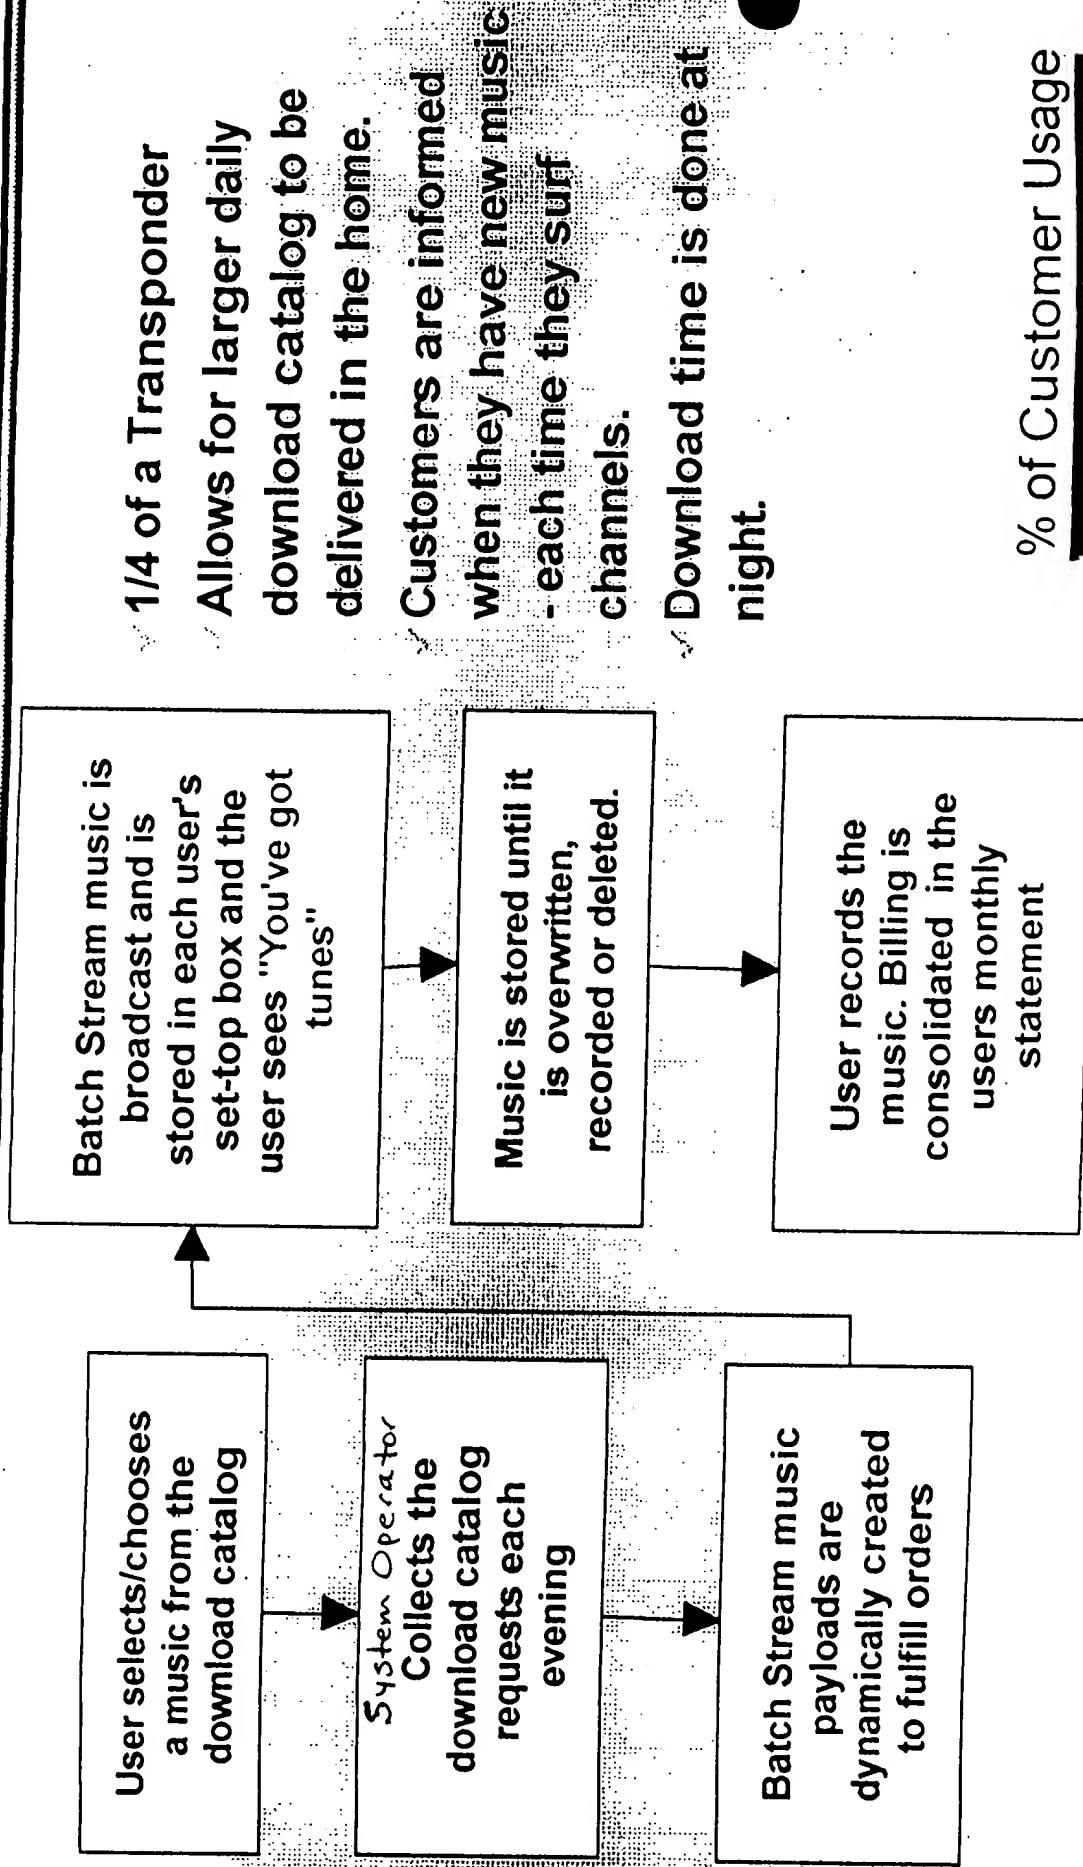 User selects/chooses
a music from the
download catalog
System Operator
Collects the
download catalog
requests each
evening
Batch Stream music
payloads are
dynamically created
to fulfill orders
Batch Stream music is
broadcast and is
stored in each user's
set-top box and the
user sees "You've got
tunes"
Music is stored until it
is overwritten,
recorded or deleted.
User records the
music. Billing is
consolidated in the
users monthly
statement
✓ 1/4 of a Transponder
✓ Allows for larger daily
download catalog to be
delivered in the home.
✓ Customers are informed
when they have new music
- each time they surf
channels.
✓ Download time is done at
night.
% of Customer Usage